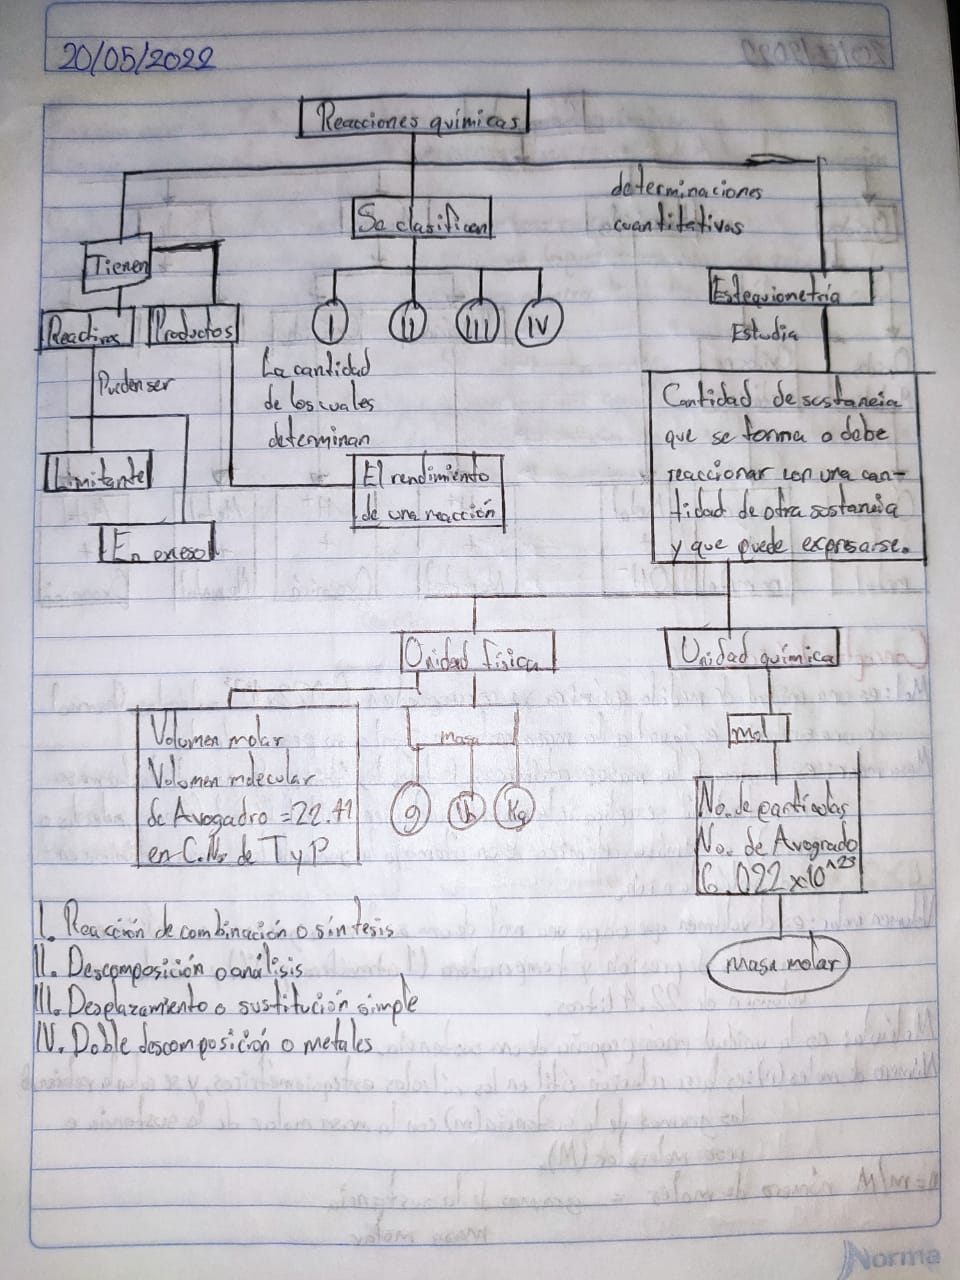 20/05/2022
Reacciones químicas
determinaciones
cuantitativas
Se clasifican
Tienen
Estequiometría
Reactivos
Productos
I
II
III
IV
Estudia
Pueden ser
La cantidad
de los cuales
determinan
Cantidad de sustancia
que se forma o debe
reaccionar con una can-
tidad de otra sustancia
y que puede expresarse.
Limitante
El rendimiento
de una reacción
En exeso
Unidad física
Unidad química
Volumen molar
Volumen molecular
de Avogadro = 22.41
en C.N. de T y P
masa
g
lb
Kg
mol
No. de partículas
No. de Avogrado
6.022 x 10^23
masa molar
I. Reacción de combinación o síntesis
II. Descomposición o análisis
III. Desplazamiento o sustitución simple
IV. Doble descomposición o metales
Norma